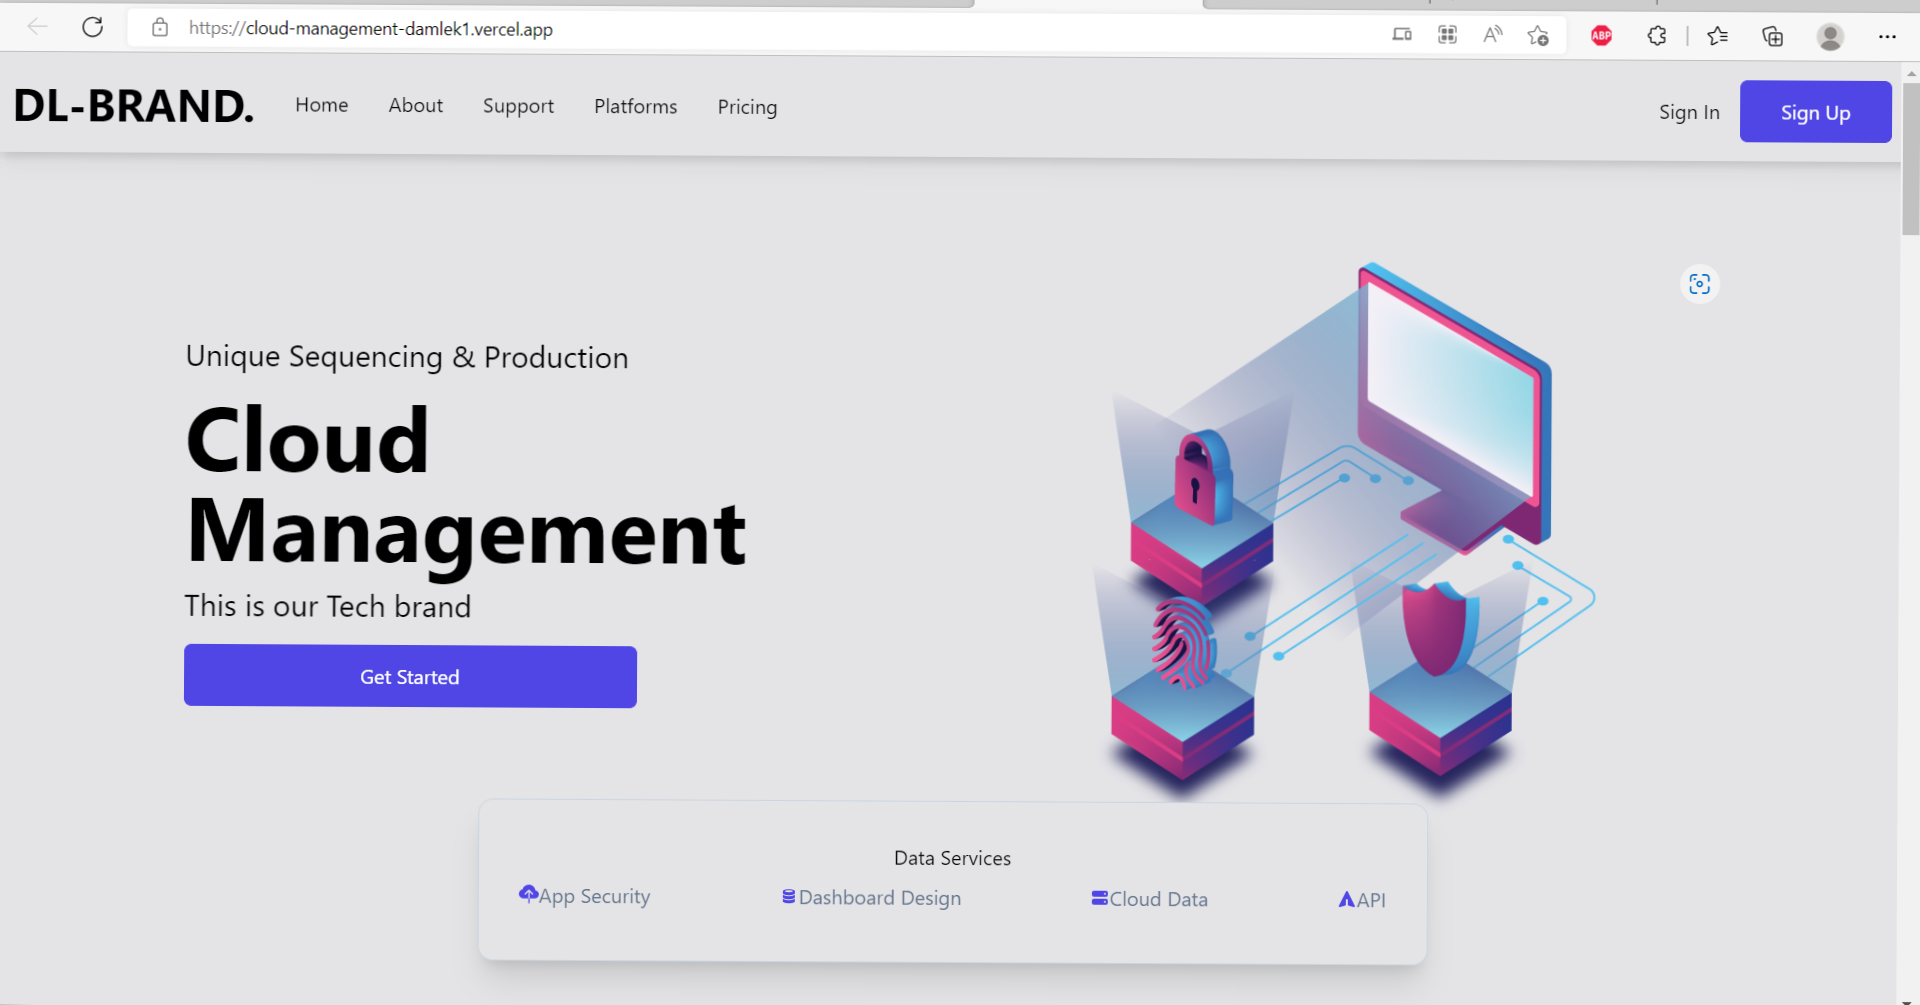 https://cloud-management-damlek1.vercel.app
ABP
DL-BRAND. Home About Support Platforms Pricing Sign In Sign Up
Unique Sequencing & Production
Cloud
Management
This is our Tech brand
Get Started
Data Services
App Security Dashboard Design Cloud Data API